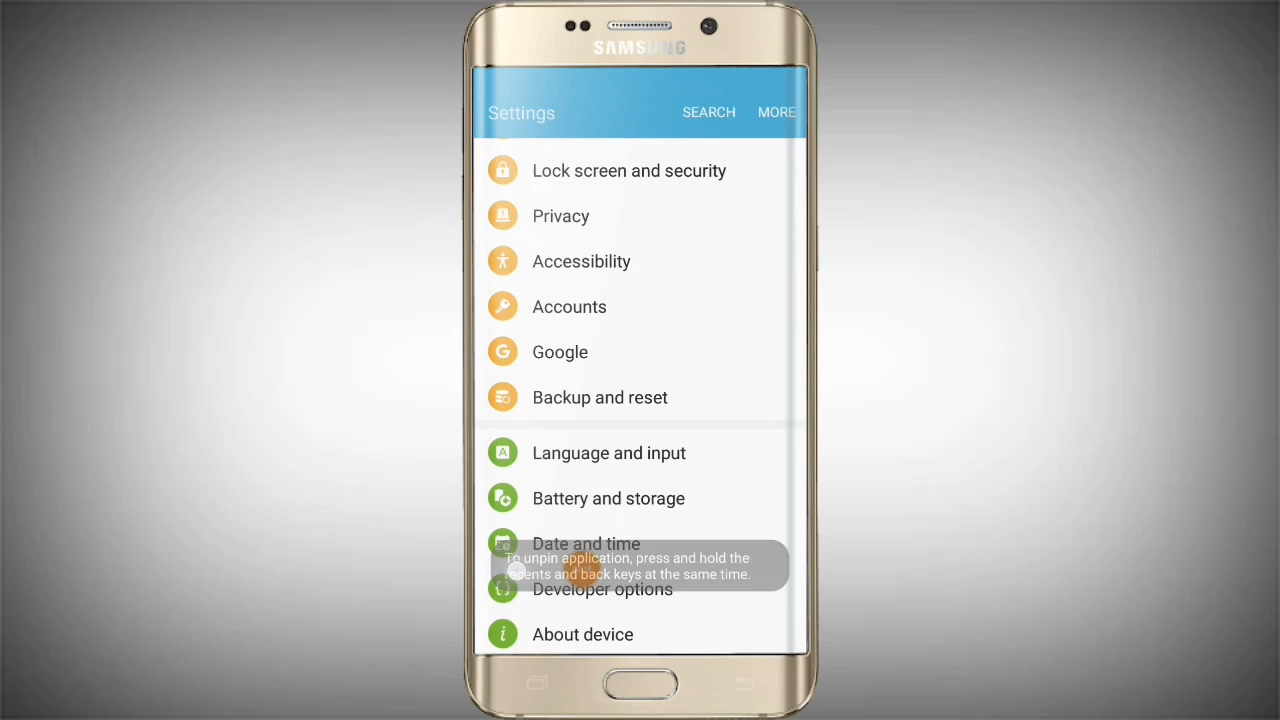 SAMSUNG
Settings SEARCH MORE
Lock screen and security
Privacy
Accessibility
Accounts
Google
Backup and reset
Language and input
Battery and storage
Date and time
To unpin application, press and hold the
recents and back keys at the same time.
Developer options
About device